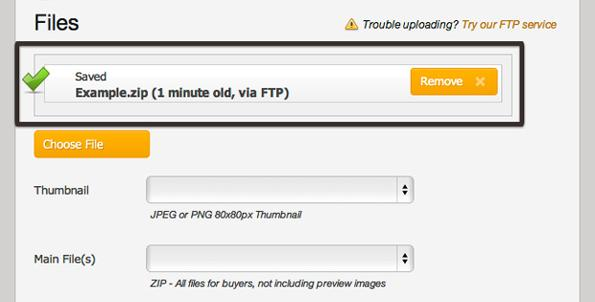 Files
Trouble uploading? Try our FTP service
Saved
Example.zip (1 minute old, via FTP)
Remove ×
Choose File
Thumbnail
JPEG or PNG 80x80px Thumbnail
Main File(s)
ZIP - All files for buyers, not including preview images